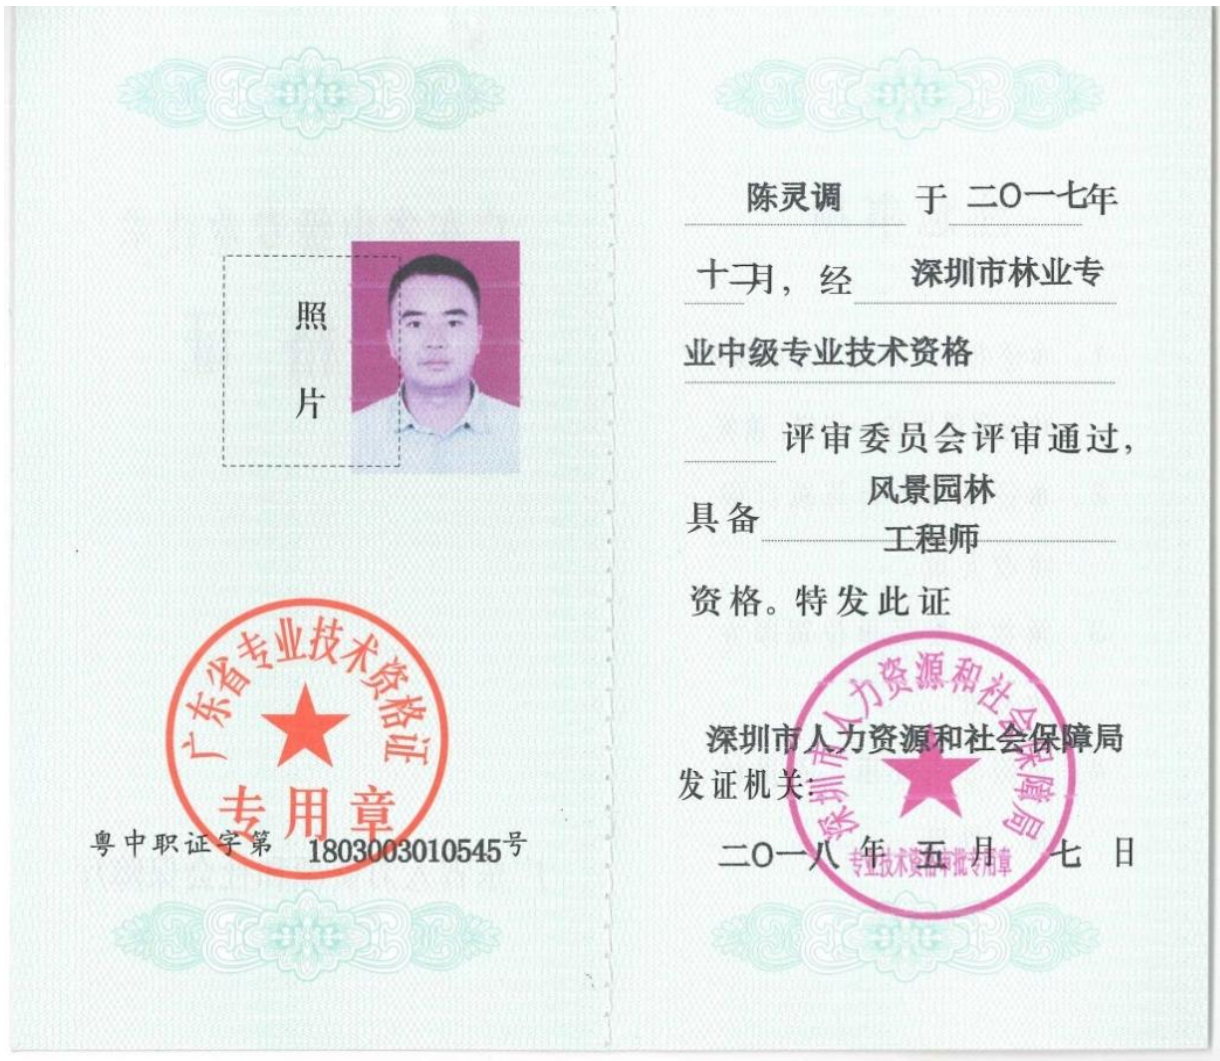 照
片
广东省专业技术资格证
专用章
粤中职证字第 1803003010545号
陈灵调 于 二〇一七年
十二月，经 深圳市林业专
业中级专业技术资格
评审委员会评审通过，
具备 风景园林
工程师
资格。特发此证
深圳市人力资源和社会保障局
深圳市人力资源和社会保障局
发证机关：
二〇一八年五月七日
专业技术资格审批专用章